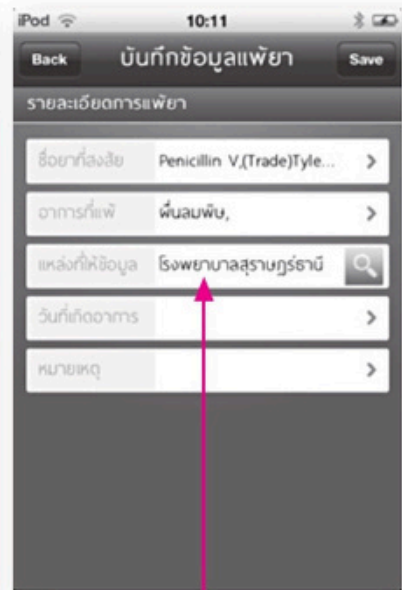 iPod 10:11
Back บันทึกข้อมูลแพ้ยา Save
รายละเอียดการแพ้ยา
ชื่อยาที่สงสัย Penicillin V,(Trade)Tyle...
อาการที่แพ้ ผื่นลมพิษ,
แหล่งที่ให้ข้อมูล โรงพยาบาลสุราษฎร์ธานี
วันที่เกิดอาการ
หมายเหตุ